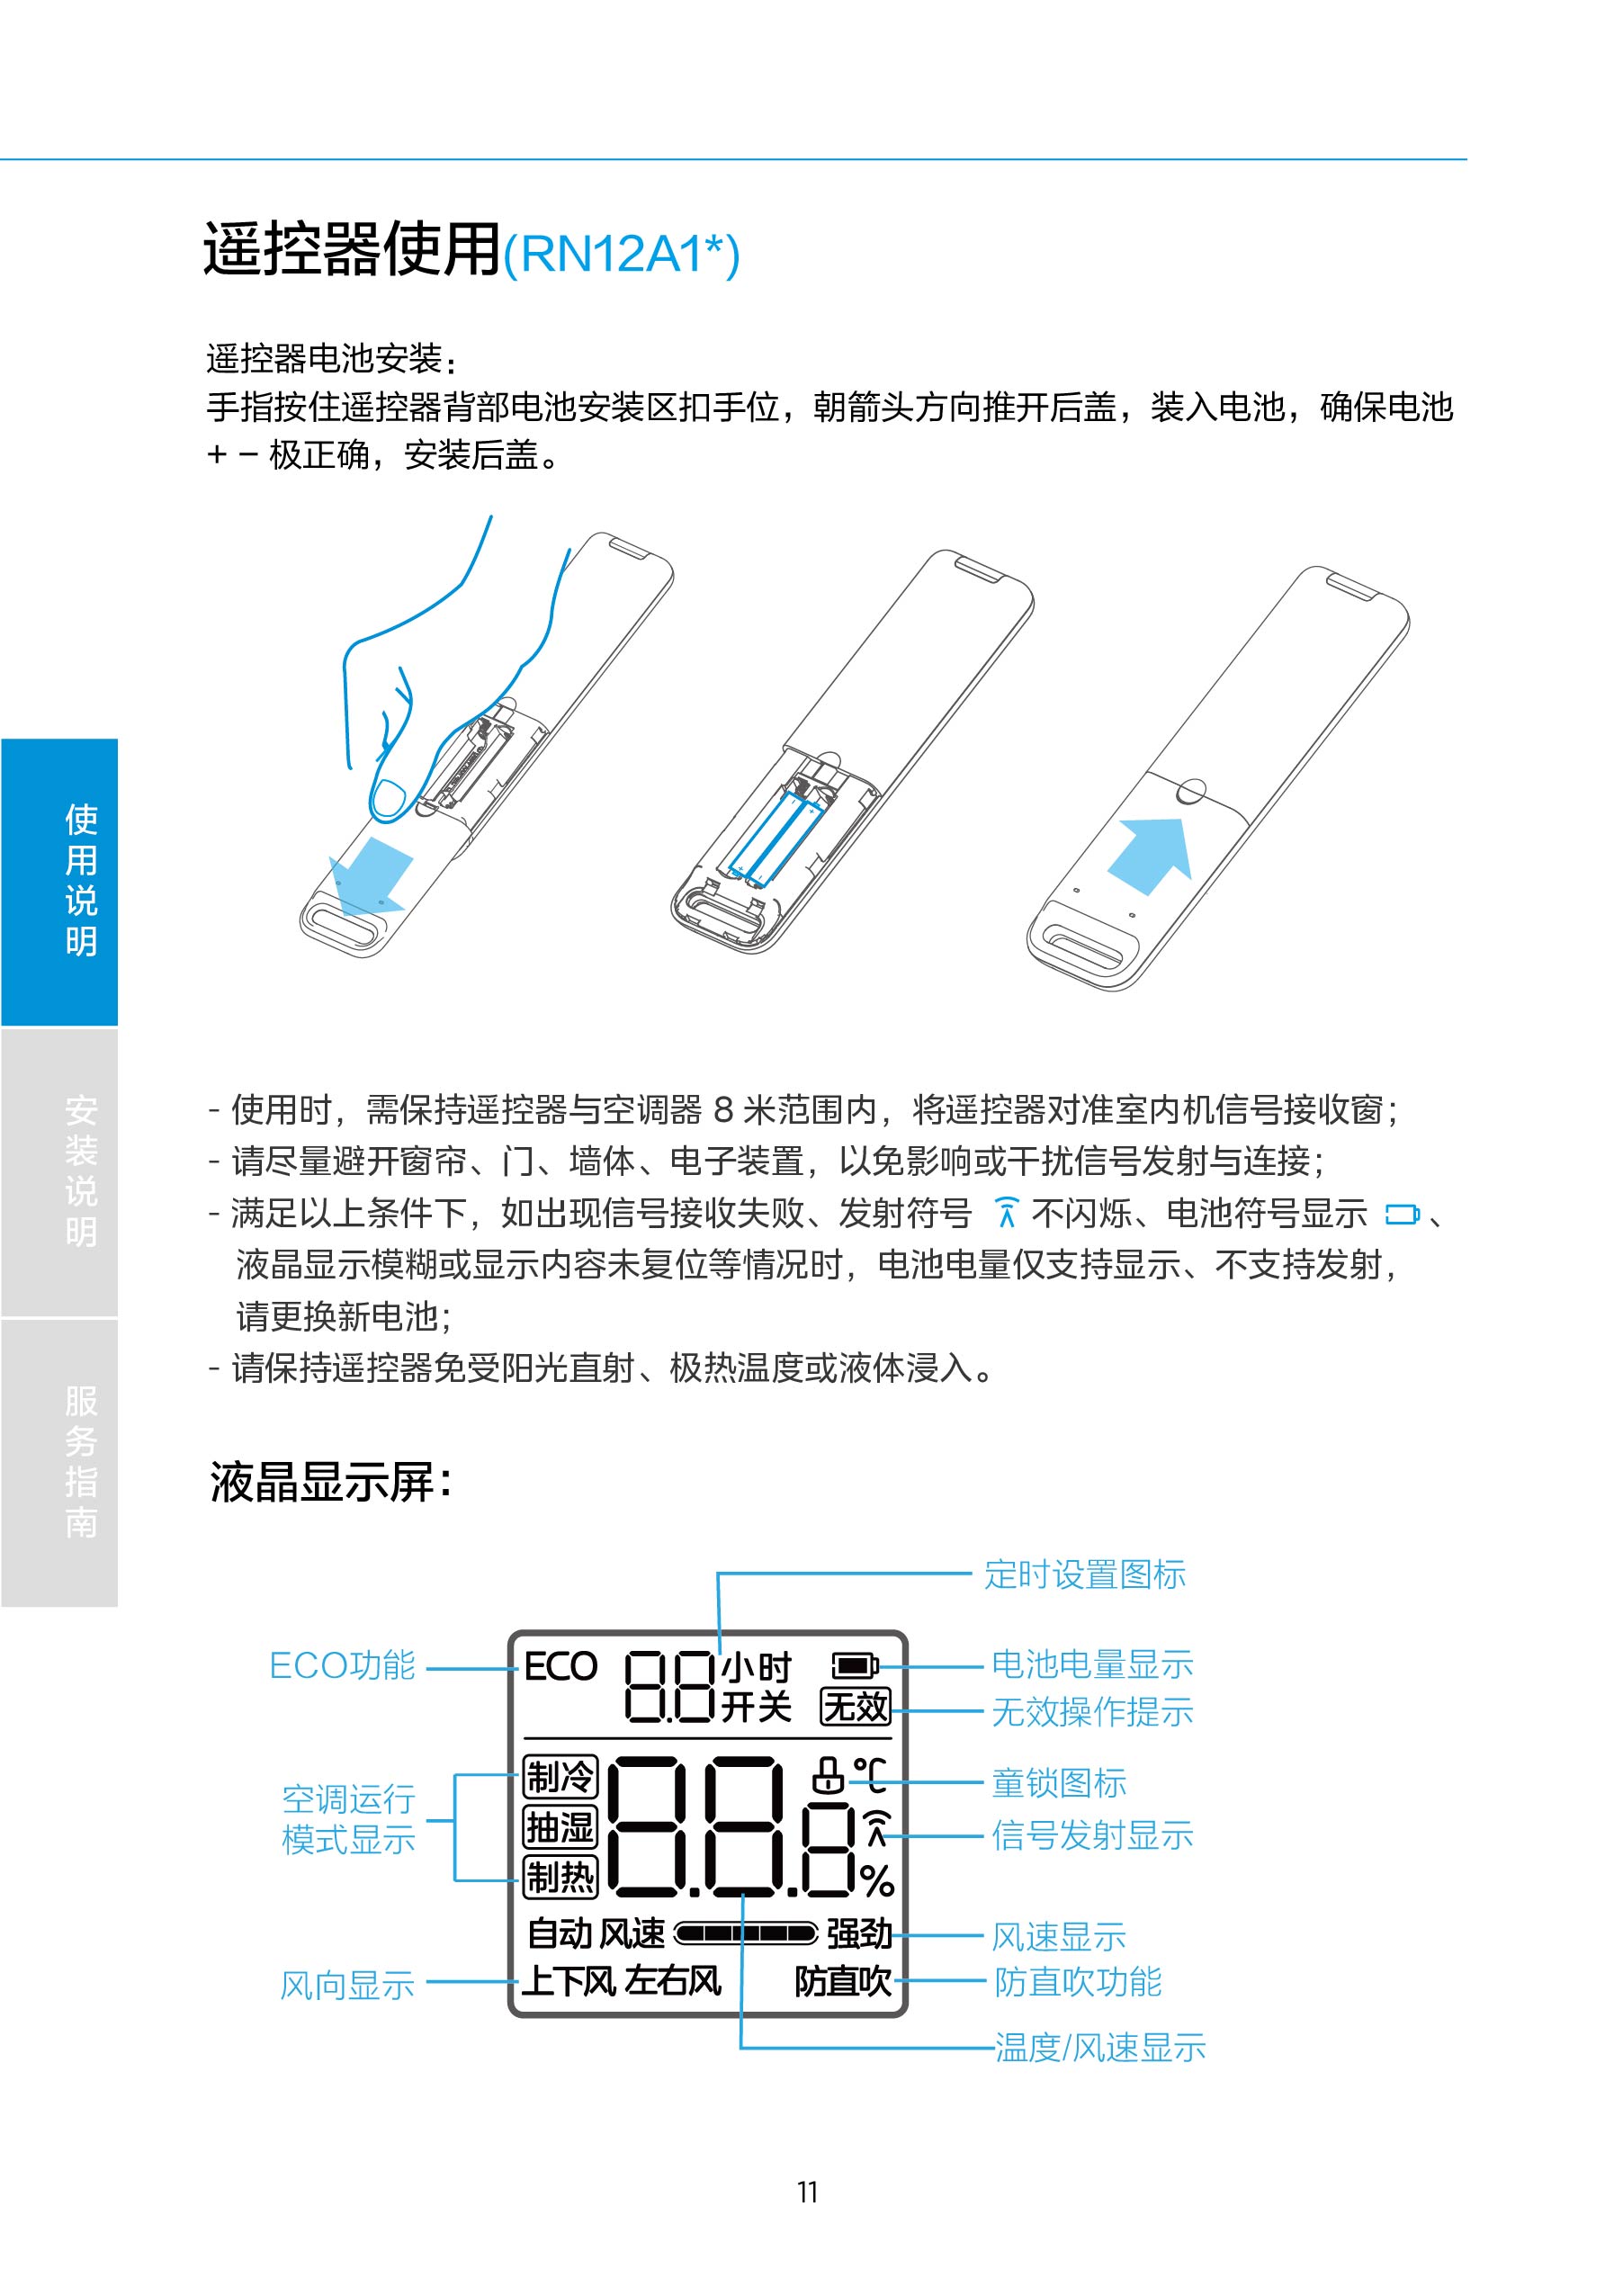 遥控器使用(RN12A1*)
遥控器电池安装：
手指按住遥控器背部电池安装区扣手位，朝箭头方向推开后盖，装入电池，确保电池
+ − 极正确，安装后盖。
使用说明
安装说明
服务指南
- 使用时，需保持遥控器与空调器 8 米范围内，将遥控器对准室内机信号接收窗；
- 请尽量避开窗帘、门、墙体、电子装置，以免影响或干扰信号发射与连接；
- 满足以上条件下，如出现信号接收失败、发射符号 不闪烁、电池符号显示 、
液晶显示模糊或显示内容未复位等情况时，电池电量仅支持显示、不支持发射，
请更换新电池；
- 请保持遥控器免受阳光直射、极热温度或液体浸入。
液晶显示屏：
定时设置图标
ECO功能
ECO 8.8 小时
开关
无效
电池电量显示
无效操作提示
空调运行
模式显示
制冷
抽湿
制热
8.8.8
℃
%
童锁图标
信号发射显示
自动 风速 强劲
风速显示
风向显示
上下风 左右风 防直吹
防直吹功能
温度/风速显示
11